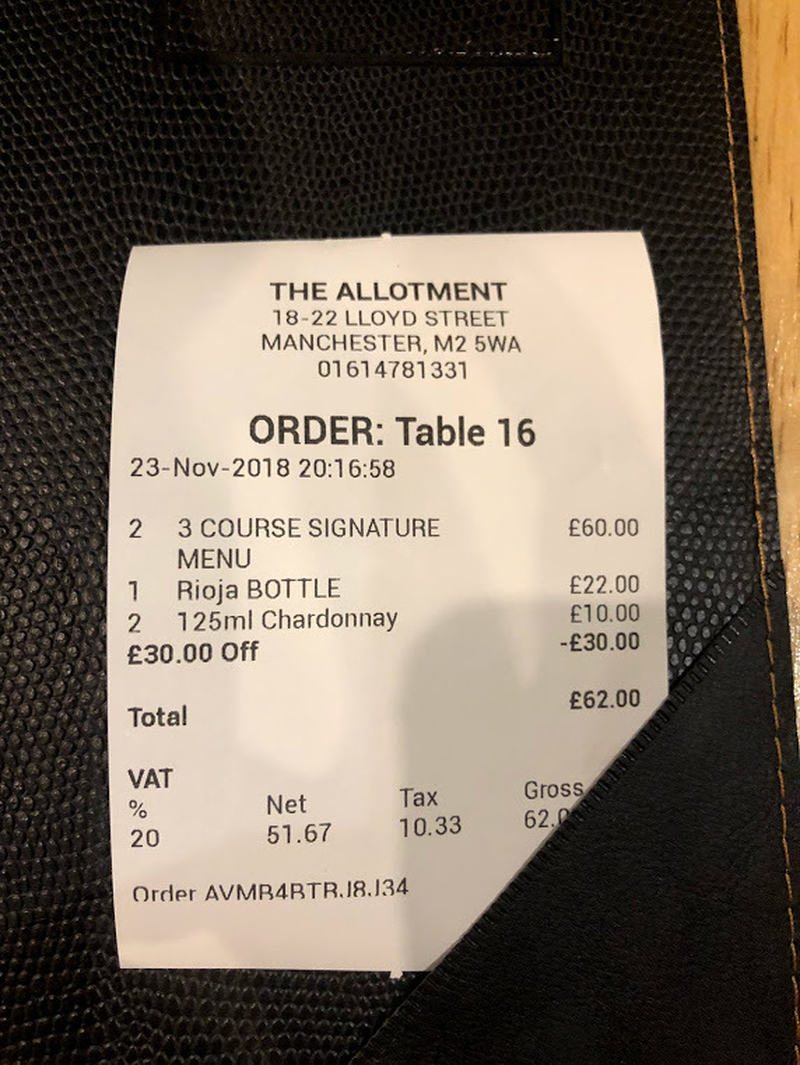 THE ALLOTMENT
18-22 LLOYD STREET
MANCHESTER, M2 5WA
01614781331
ORDER: Table 16
23-Nov-2018 20:16:58
2 3 COURSE SIGNATURE £60.00
MENU
1 Rioja BOTTLE £22.00
2 125ml Chardonnay £10.00
£30.00 Off -£30.00
Total £62.00
VAT
% Net Tax Gross
20 51.67 10.33
Order